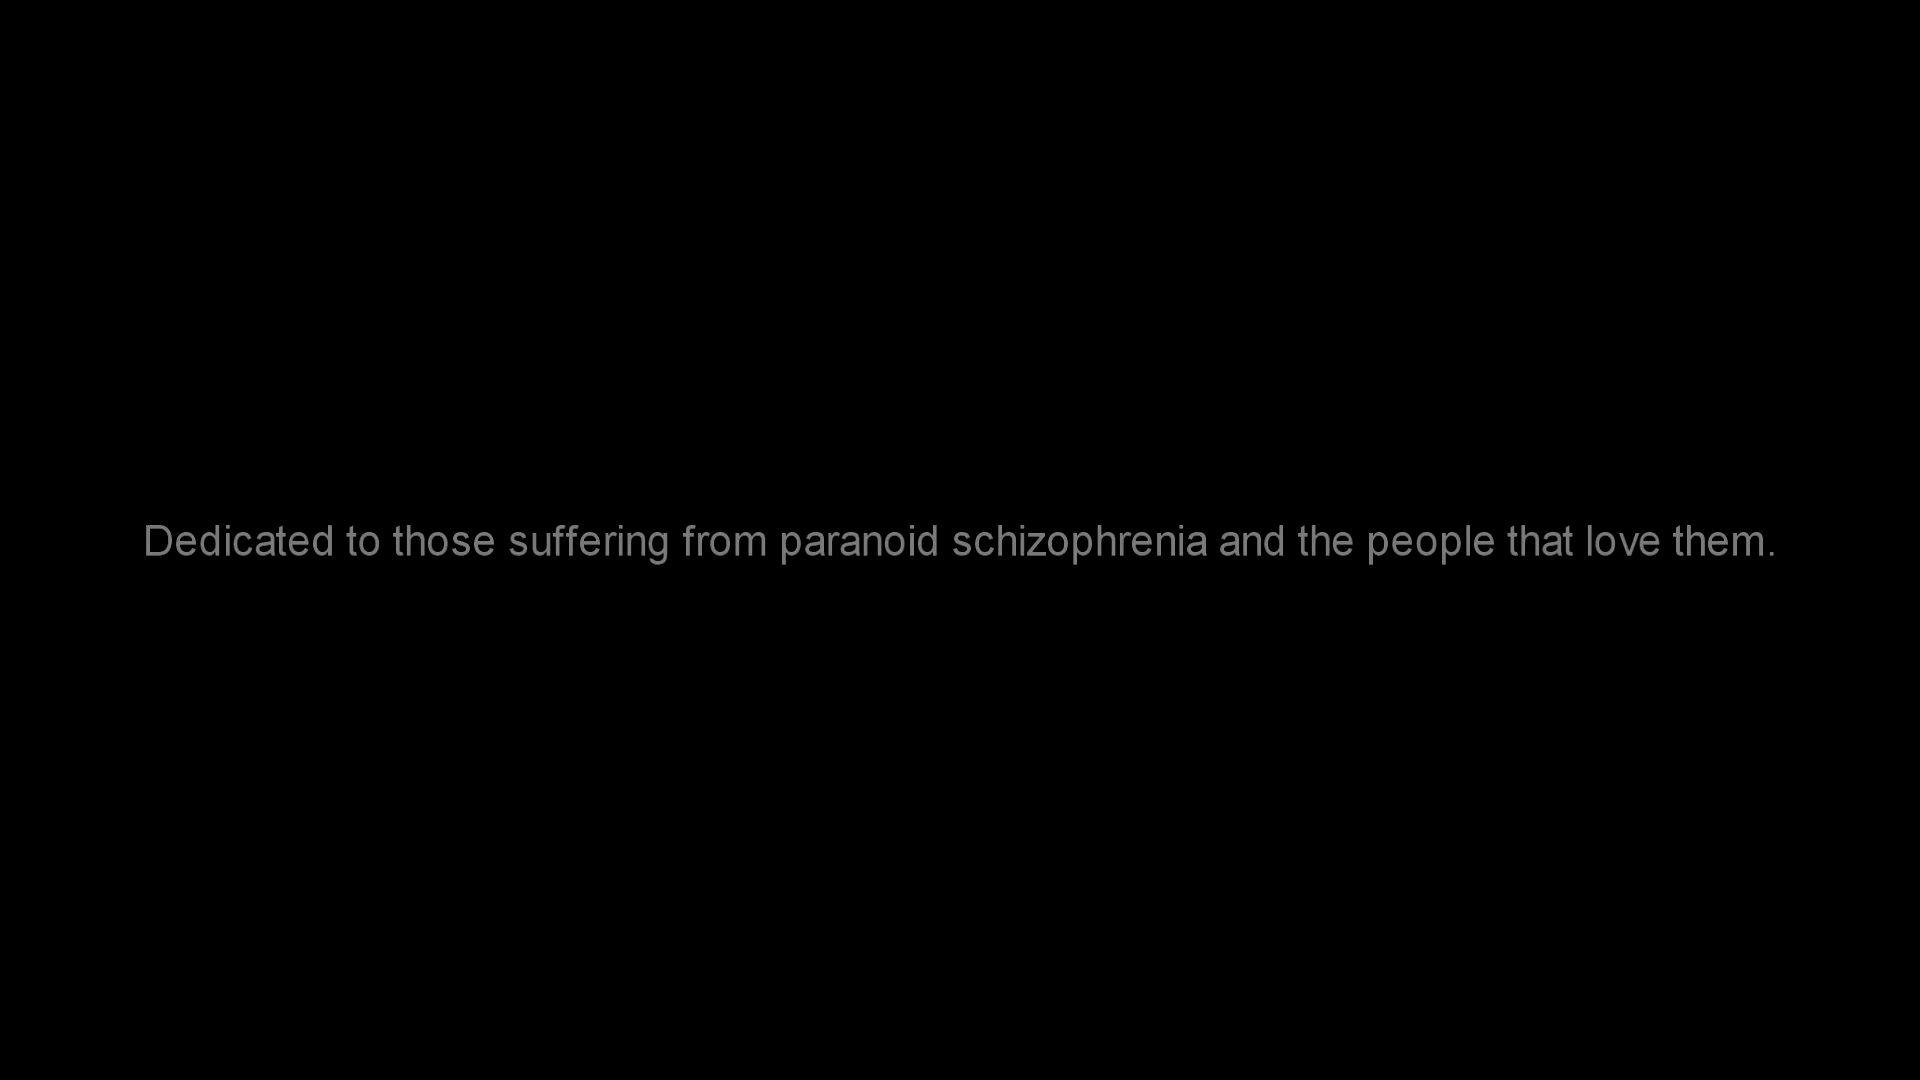 Dedicated to those suffering from paranoid schizophrenia and the people that love them.